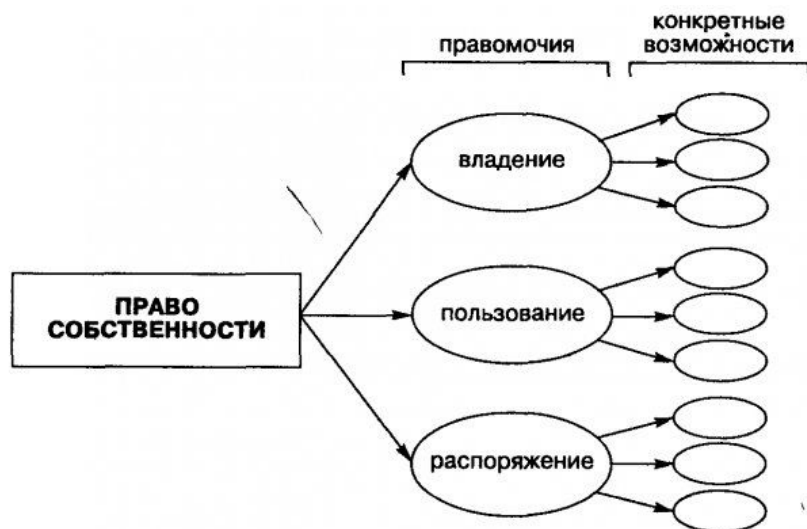 правомочия
конкретные
возможности
владение
ПРАВО
СОБСТВЕННОСТИ
пользование
распоряжение